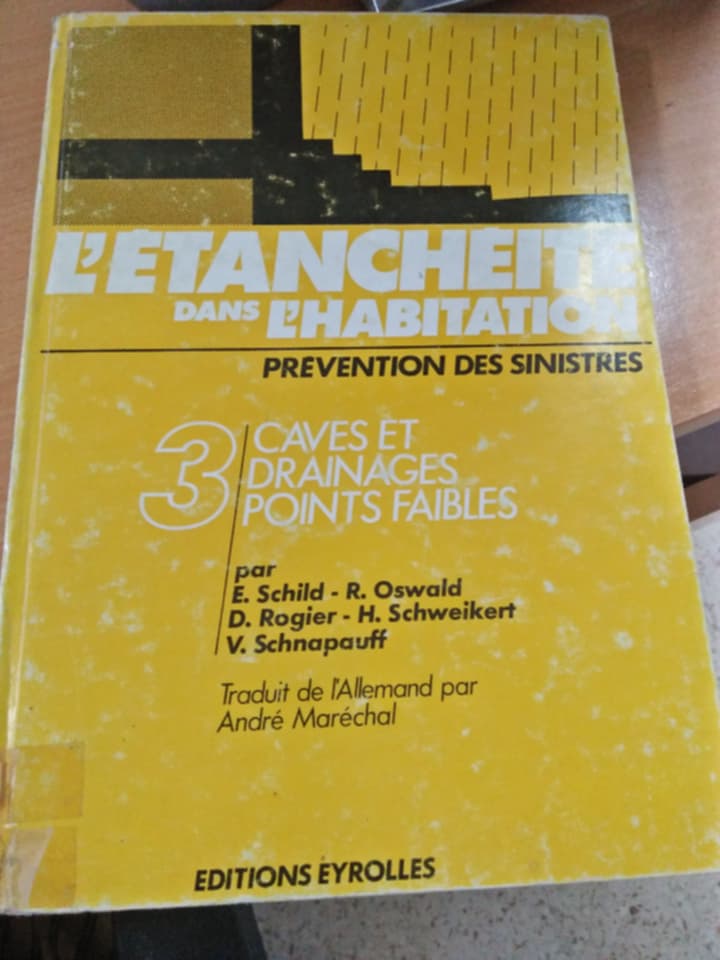 L'ÉTANCHÉITÉ
DANS L'HABITATION
PRÉVENTION DES SINISTRES
3 CAVES ET
DRAINAGES
POINTS FAIBLES
par
E. Schild - R. Oswald
D. Rogier - H. Schweikert
V. Schnapauff
Traduit de l'Allemand par
André Maréchal
EDITIONS EYROLLES